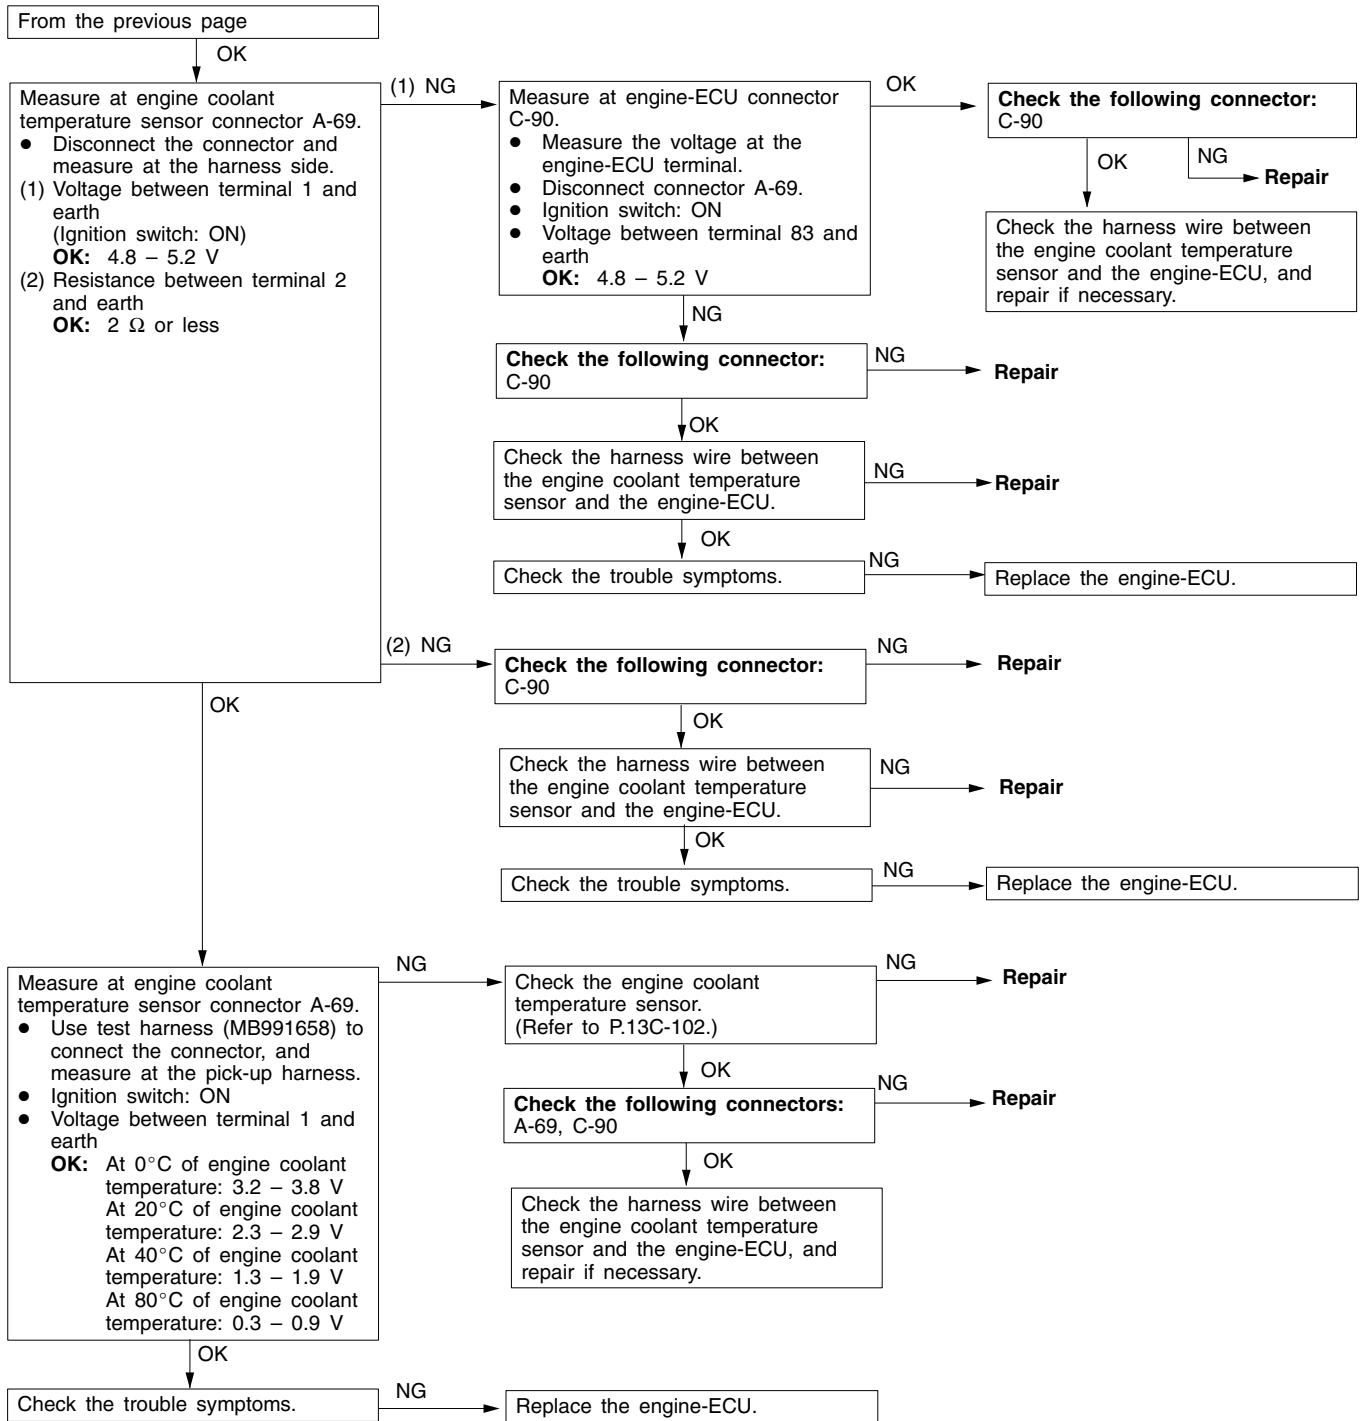 From the previous page
OK
Measure at engine coolant
temperature sensor connector A-69.
● Disconnect the connector and
measure at the harness side.
(1) Voltage between terminal 1 and
earth
(Ignition switch: ON)
OK: 4.8 – 5.2 V
(2) Resistance between terminal 2
and earth
OK: 2 Ω or less
(1) NG
Measure at engine-ECU connector
C-90.
● Measure the voltage at the
engine-ECU terminal.
● Disconnect connector A-69.
● Ignition switch: ON
● Voltage between terminal 83 and
earth
OK: 4.8 – 5.2 V
OK
Check the following connector:
C-90
NG
Repair
OK
Check the harness wire between
the engine coolant temperature
sensor and the engine-ECU, and
repair if necessary.
NG
Check the following connector:
C-90
NG
Repair
OK
Check the harness wire between
the engine coolant temperature
sensor and the engine-ECU.
NG
Repair
OK
Check the trouble symptoms.
NG
Replace the engine-ECU.
(2) NG
Check the following connector:
C-90
NG
Repair
OK
Check the harness wire between
the engine coolant temperature
sensor and the engine-ECU.
NG
Repair
OK
Check the trouble symptoms.
NG
Replace the engine-ECU.
OK
Measure at engine coolant
temperature sensor connector A-69.
● Use test harness (MB991658) to
connect the connector, and
measure at the pick-up harness.
● Ignition switch: ON
● Voltage between terminal 1 and
earth
OK: At 0°C of engine coolant
temperature: 3.2 – 3.8 V
At 20°C of engine coolant
temperature: 2.3 – 2.9 V
At 40°C of engine coolant
temperature: 1.3 – 1.9 V
At 80°C of engine coolant
temperature: 0.3 – 0.9 V
NG
Check the engine coolant
temperature sensor.
(Refer to P.13C-102.)
NG
Repair
OK
Check the following connectors:
A-69, C-90
NG
Repair
OK
Check the harness wire between
the engine coolant temperature
sensor and the engine-ECU, and
repair if necessary.
OK
Check the trouble symptoms.
NG
Replace the engine-ECU.